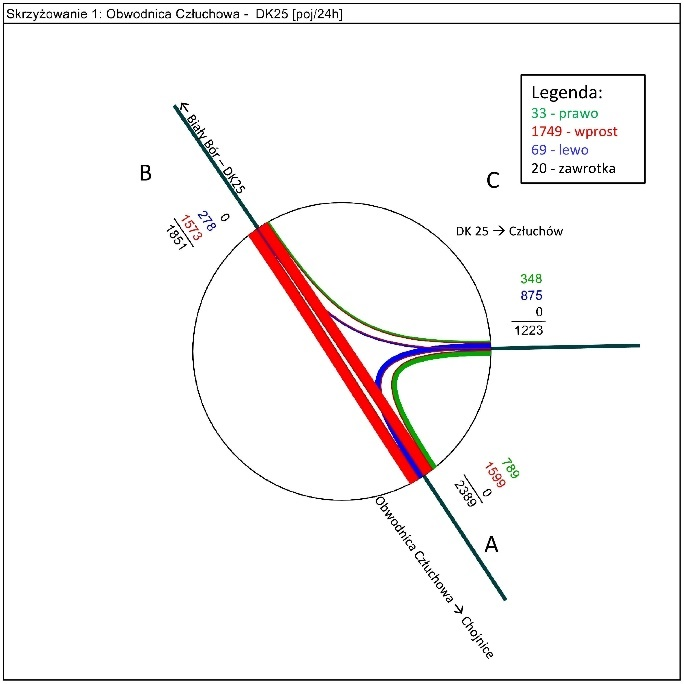 Skrzyżowanie 1: Obwodnica Człuchowa - DK25 [poj/24h]
Legenda:
33 - prawo
1749 - wprost
69 - lewo
20 - zawrotka
← Biały Bór – DK25
B
0
278
1573
1851
C
DK 25 → Człuchów
348
875
0
1223
789
1599
0
2389
A
Obwodnica Człuchowa → Chojnice